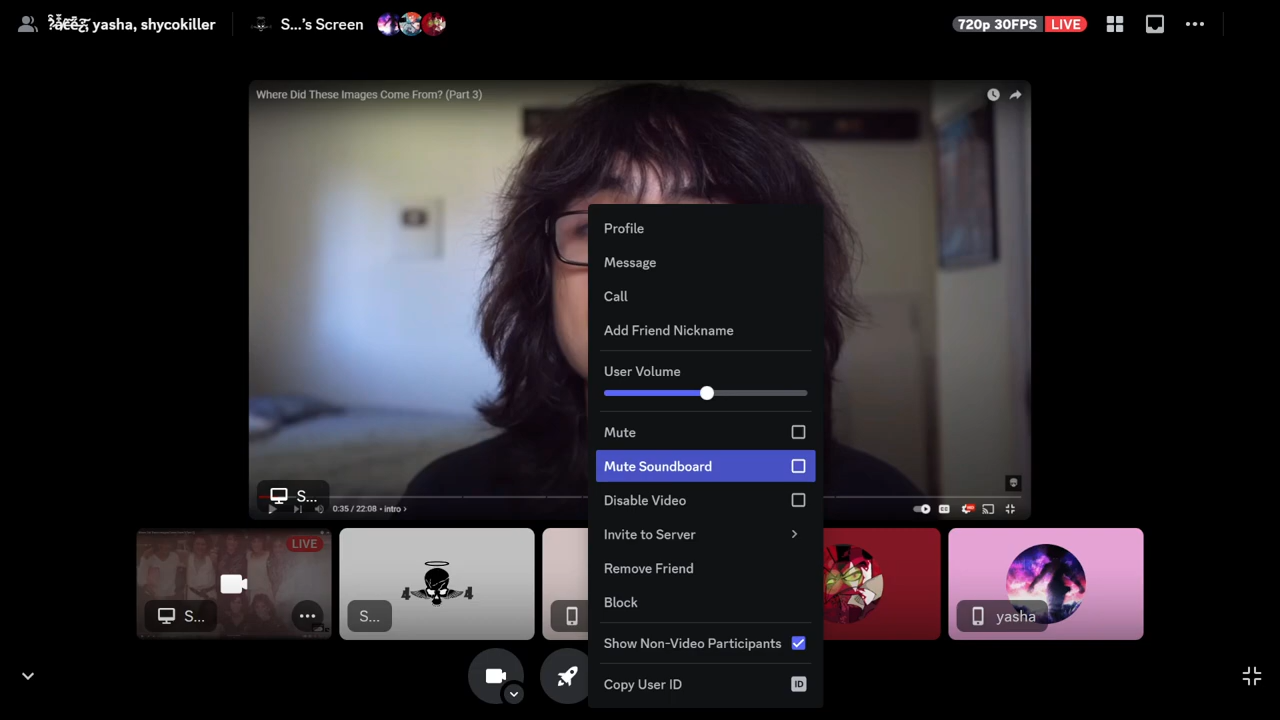 yasha, shycokiller
S...'s Screen
720p 30FPS LIVE
Where Did These Images Come From? (Part 3)
Profile
Message
Call
Add Friend Nickname
User Volume
Mute
Mute Soundboard
Disable Video
Invite to Server
Remove Friend
Block
Show Non-Video Participants
Copy User ID
ID
S...
0:35 / 22:08 • intro ›
LIVE
S...
4 4
S...
yasha